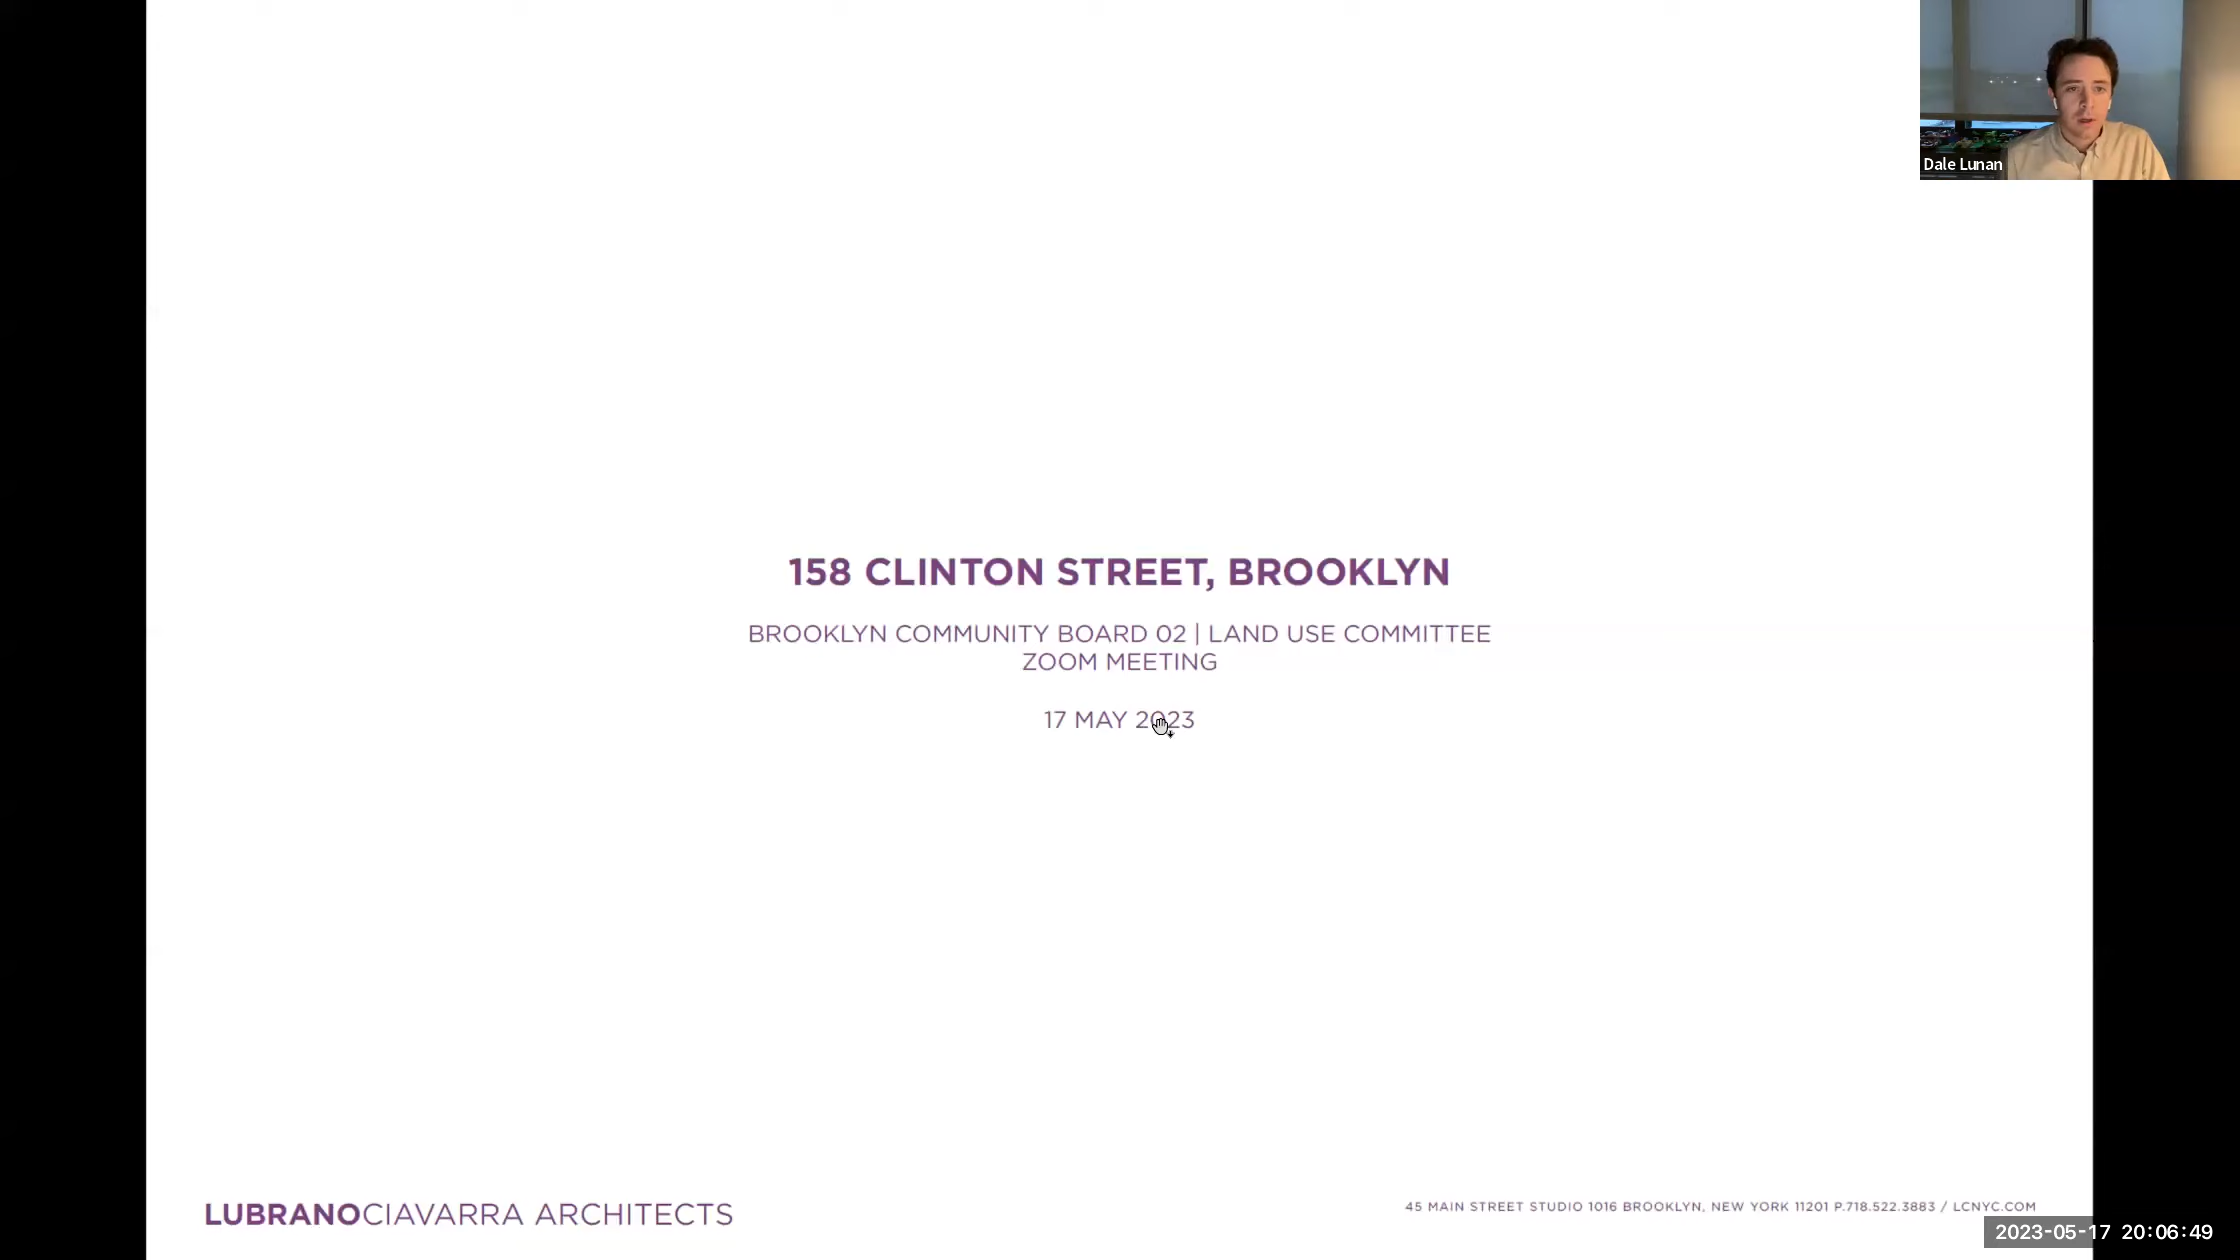 Dale Lunan
158 CLINTON STREET, BROOKLYN
BROOKLYN COMMUNITY BOARD 02 | LAND USE COMMITTEE
ZOOM MEETING
17 MAY 2023
LUBRANOCIAVARRA ARCHITECTS
45 MAIN STREET STUDIO 1016 BROOKLYN, NEW YORK 11201 P.718.522.3883 / LCNYC.COM
2023-05-17 20:06:49